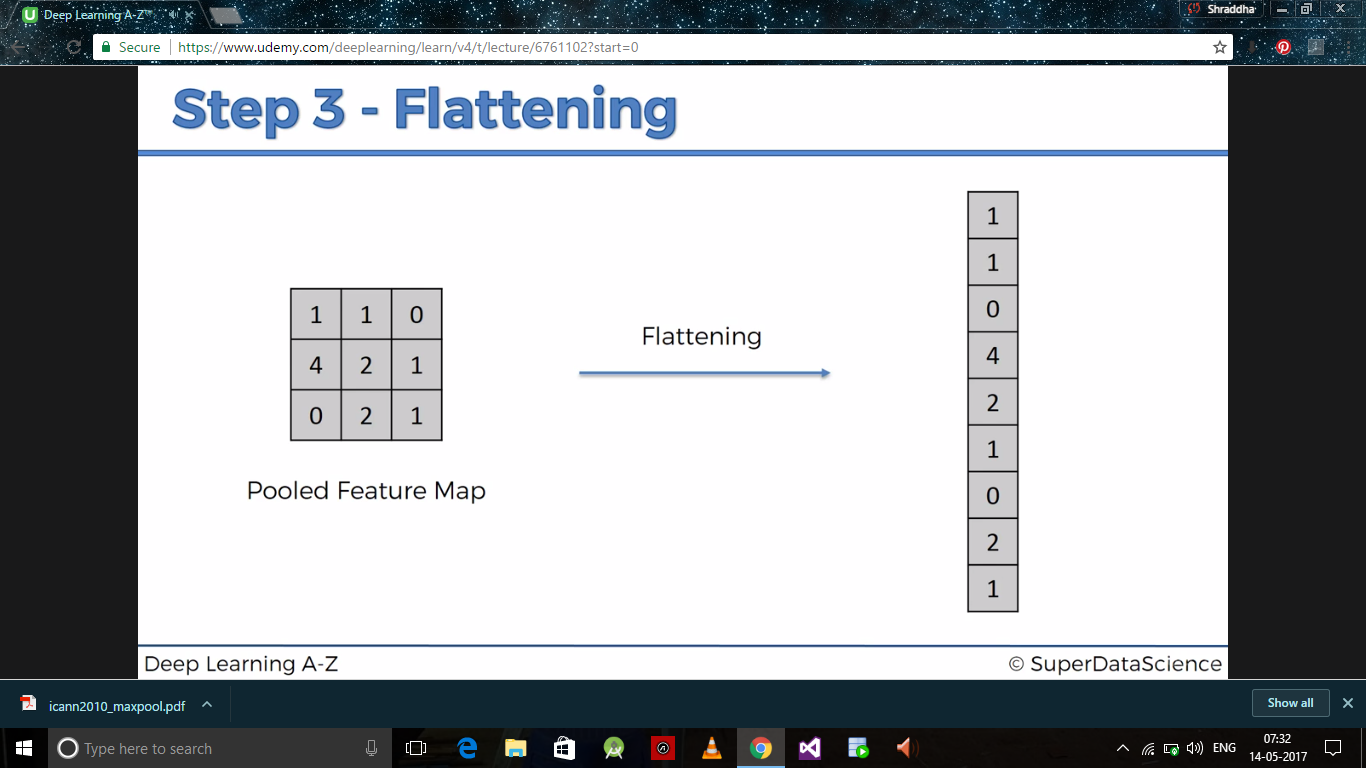 Deep Learning A-Z™
Shraddha
Secure https://www.udemy.com/deeplearning/learn/v4/t/lecture/6761102?start=0
Step 3 - Flattening
1 1 0
4 2 1
0 2 1
Pooled Feature Map
Flattening
1
1
0
4
2
1
0
2
1
Deep Learning A-Z
© SuperDataScience
icann2010_maxpool.pdf
Show all
Type here to search
ENG
07:32
14-05-2017